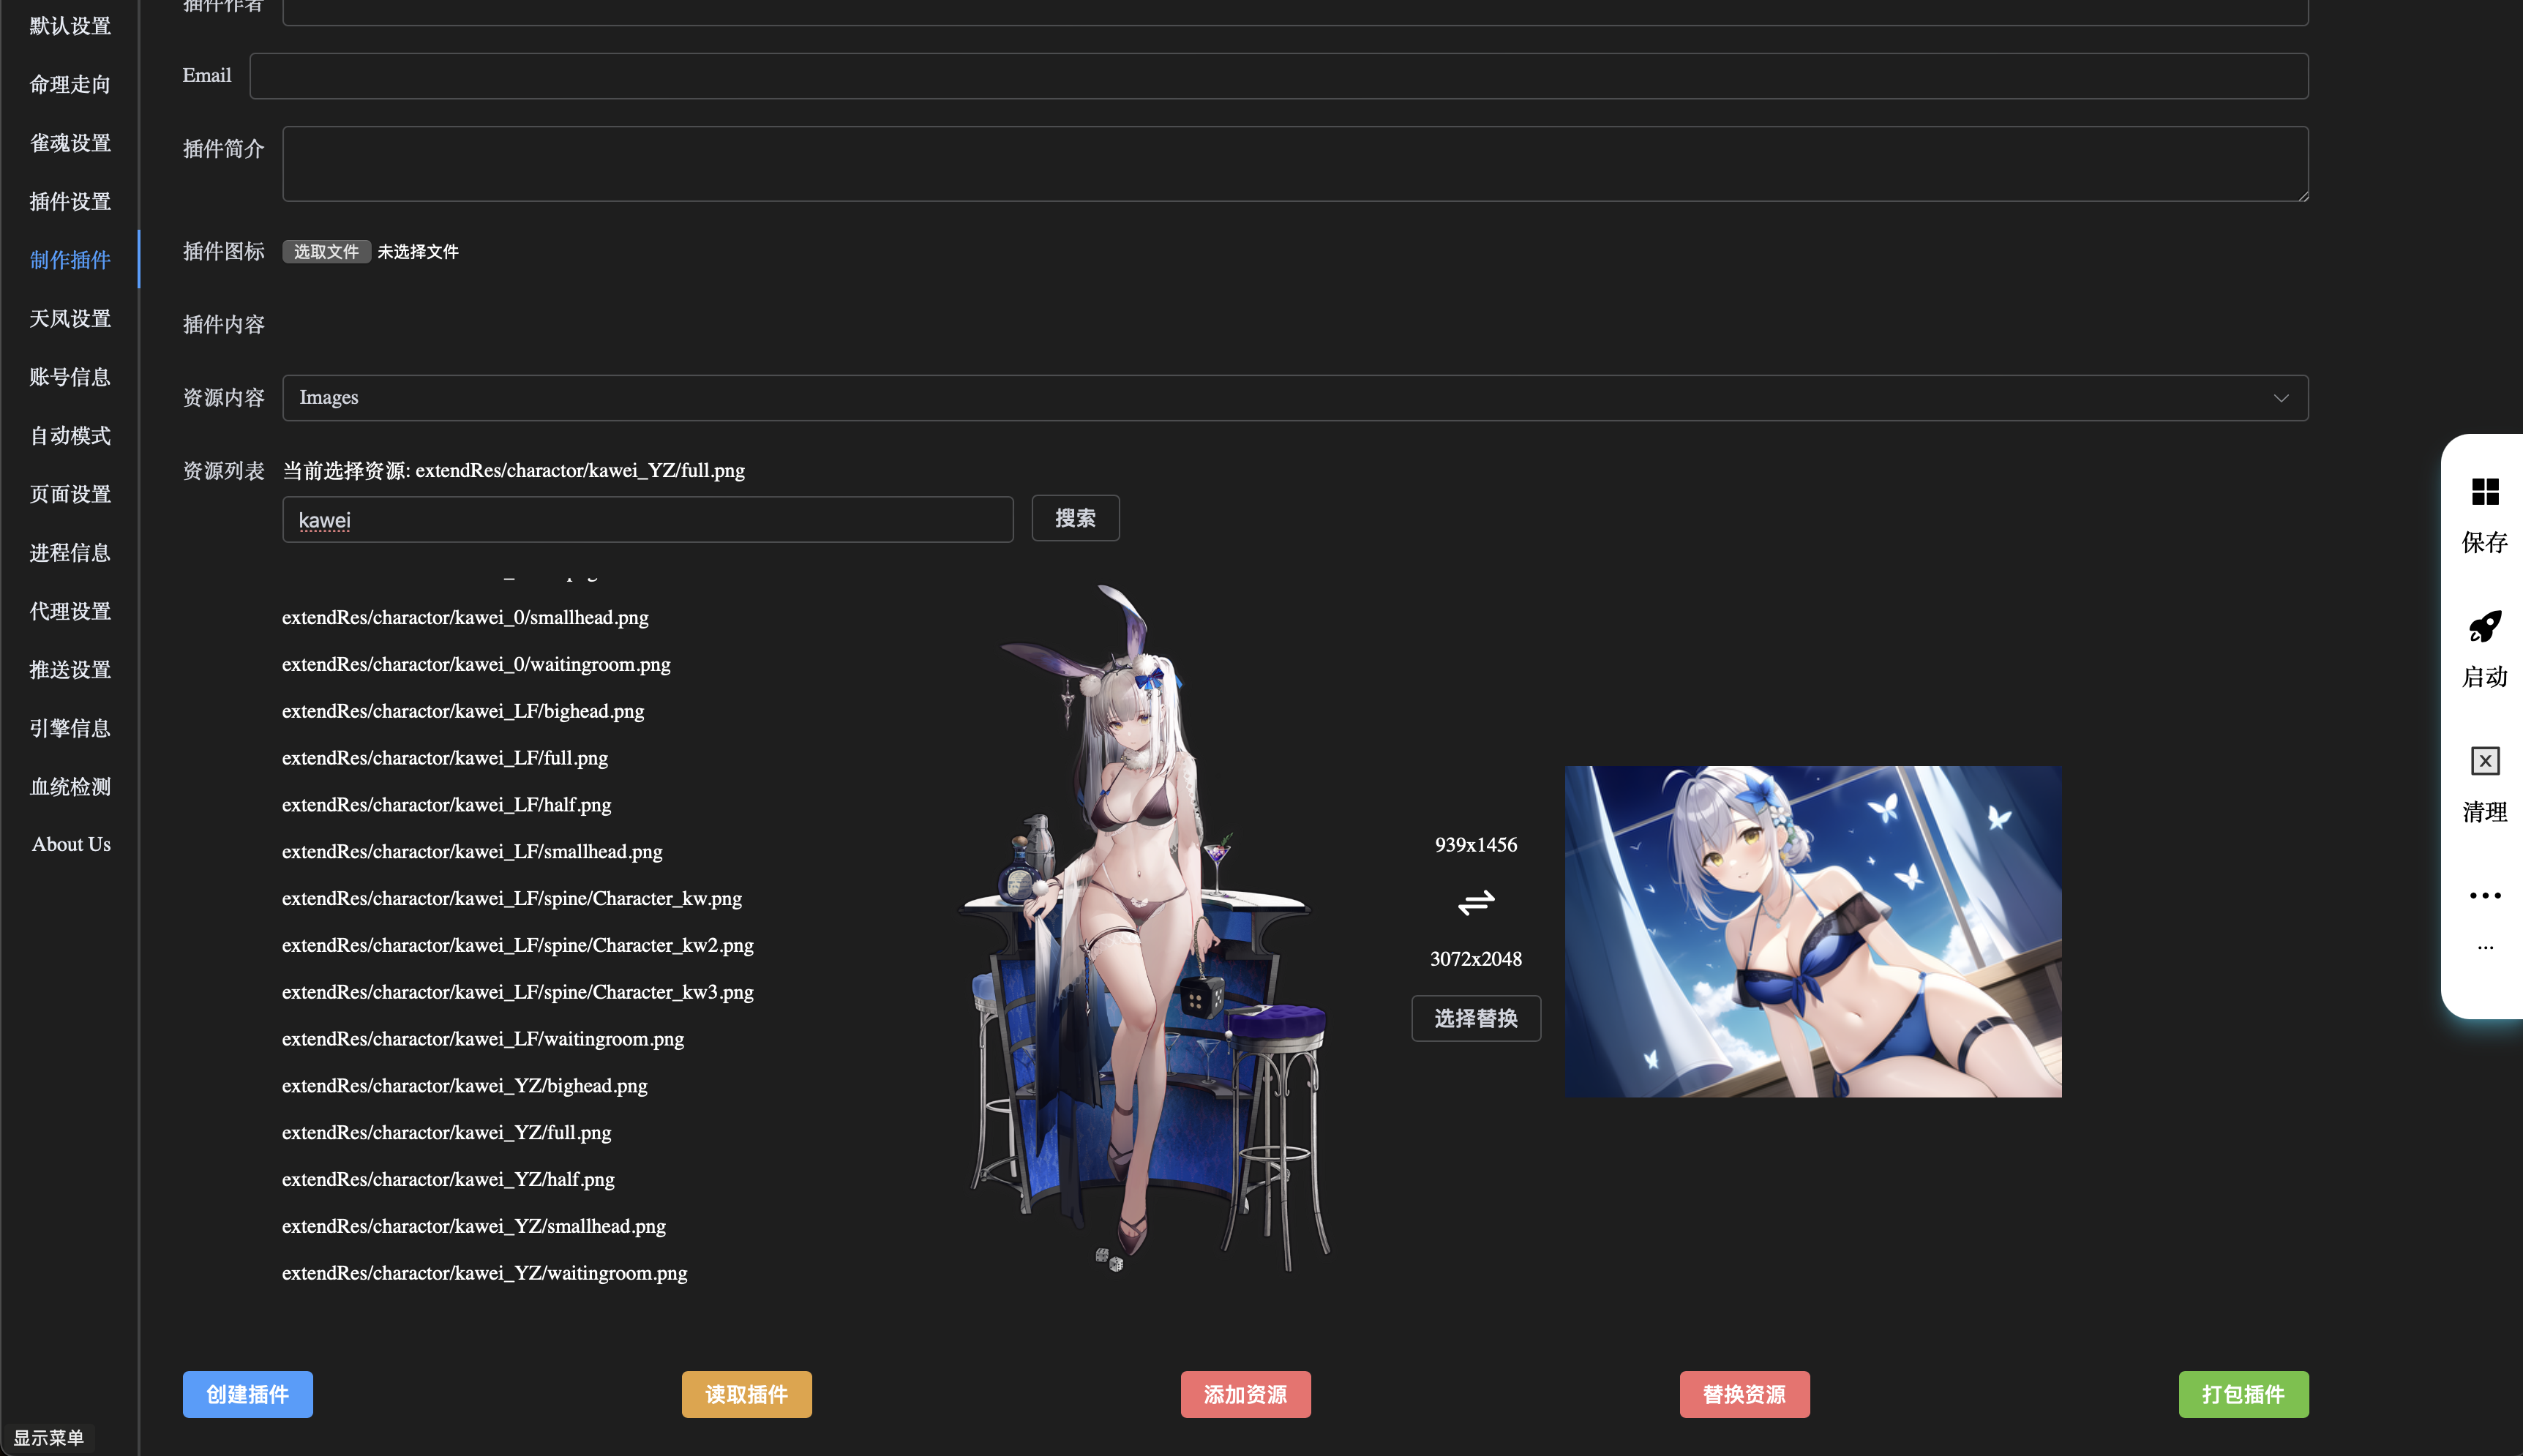 默认设置
命理走向
雀魂设置
插件设置
制作插件
天凤设置
账号信息
自动模式
页面设置
进程信息
代理设置
推送设置
引擎信息
血统检测
About Us
显示菜单
插件作者
Email
插件简介
插件图标 选取文件 未选择文件
插件内容
资源内容 Images
资源列表 当前选择资源: extendRes/charactor/kawei_YZ/full.png
kawei 搜索
extendRes/charactor/kawei_0/smallhead.png
extendRes/charactor/kawei_0/waitingroom.png
extendRes/charactor/kawei_LF/bighead.png
extendRes/charactor/kawei_LF/full.png
extendRes/charactor/kawei_LF/half.png
extendRes/charactor/kawei_LF/smallhead.png
extendRes/charactor/kawei_LF/spine/Character_kw.png
extendRes/charactor/kawei_LF/spine/Character_kw2.png
extendRes/charactor/kawei_LF/spine/Character_kw3.png
extendRes/charactor/kawei_LF/waitingroom.png
extendRes/charactor/kawei_YZ/bighead.png
extendRes/charactor/kawei_YZ/full.png
extendRes/charactor/kawei_YZ/half.png
extendRes/charactor/kawei_YZ/smallhead.png
extendRes/charactor/kawei_YZ/waitingroom.png
939x1456
3072x2048
选择替换
创建插件 读取插件 添加资源 替换资源 打包插件
保存
启动
清理
...